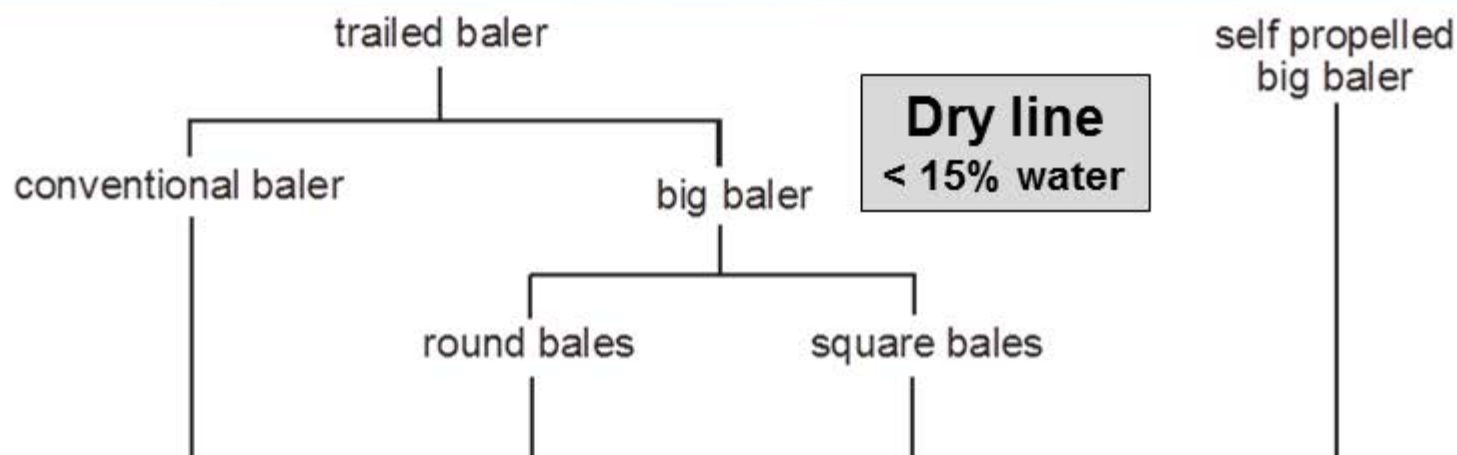 trailed baler
self propelled
big baler
Dry line
< 15% water
conventional baler
big baler
round bales
square bales